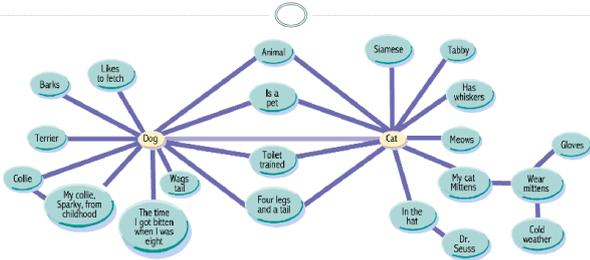 Likes
to fetch
Barks
Terrier
Collie
My collie,
Sparky, from
childhood
The time
I got bitten
when I was
eight
Wags
tail
Dog
Animal
Is a
pet
Toilet
trained
Four legs
and a tail
Cat
Siamese
Tabby
Has
whiskers
Meows
My cat
Mittens
Wear
mittens
Gloves
Cold
weather
In the
hat
Dr.
Seuss